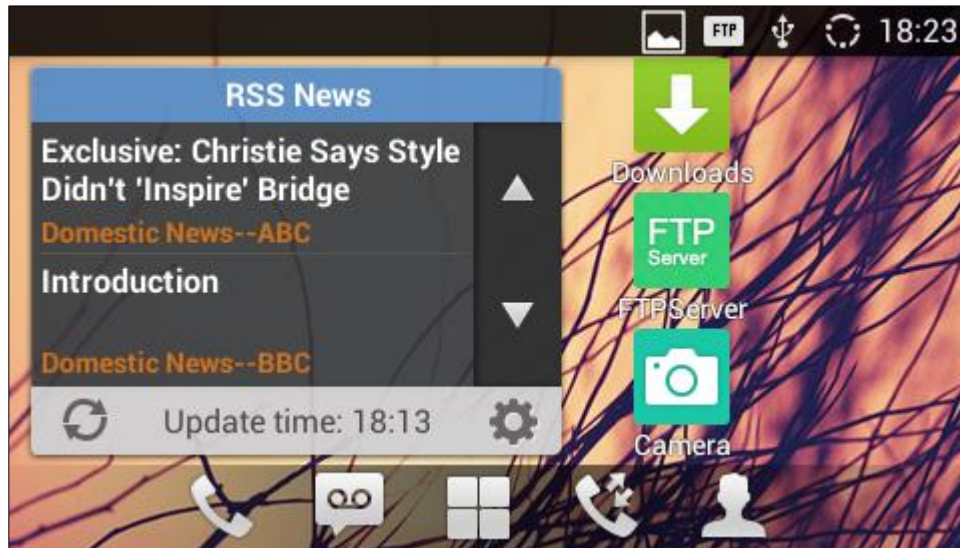 FTP
18:23
RSS News
Exclusive: Christie Says Style
Didn't 'Inspire' Bridge
Domestic News--ABC
Introduction
Domestic News--BBC
Update time: 18:13
Downloads
FTP
Server
FTPServer
Camera